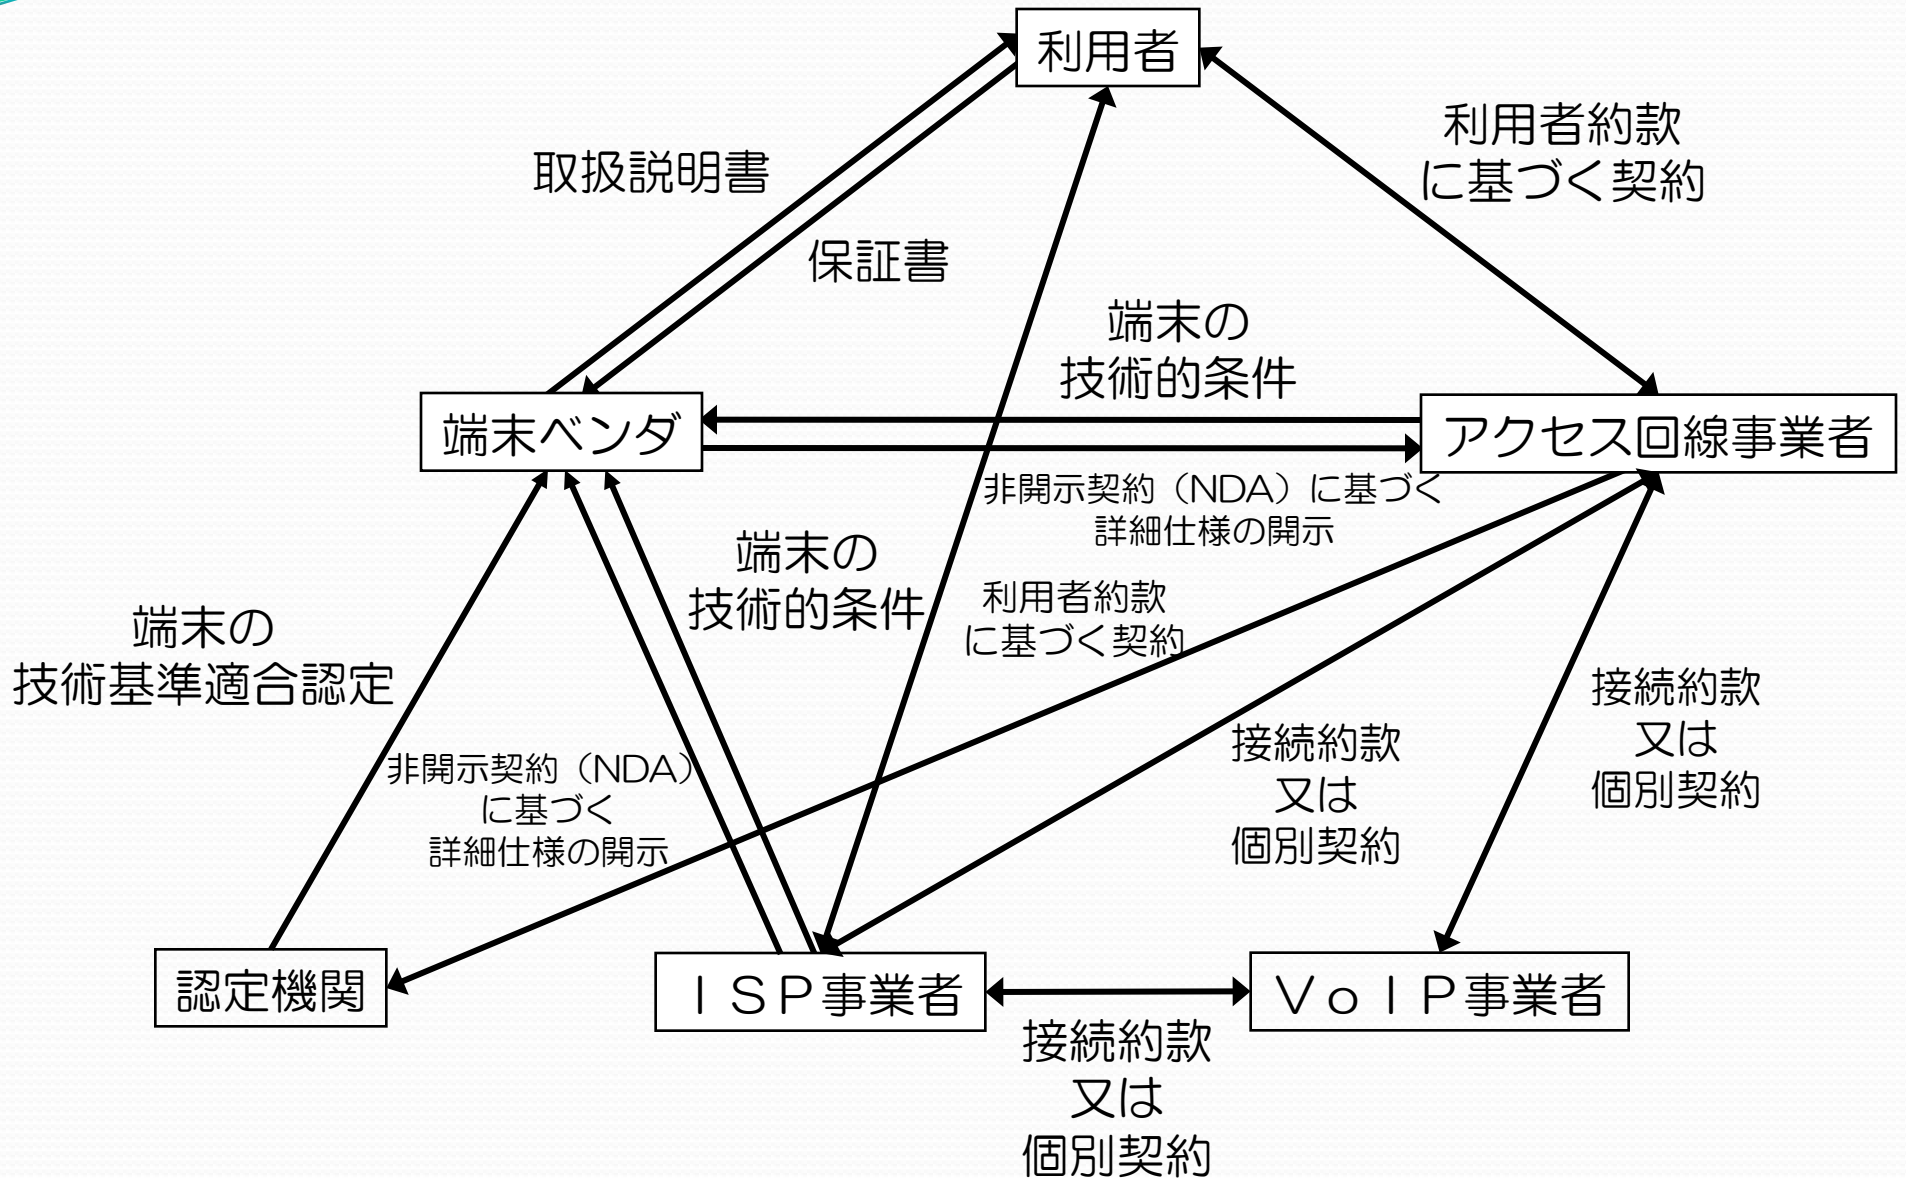 利用者
利用者約款
に基づく契約
取扱説明書
保証書
端末の
技術的条件
端末ベンダ
アクセス回線事業者
非開示契約（NDA）に基づく
詳細仕様の開示
端末の
技術的条件
利用者約款
に基づく契約
端末の
技術基準適合認定
接続約款
又は
個別契約
接続約款
又は
個別契約
非開示契約（NDA）
に基づく
詳細仕様の開示
認定機関
ＩＳＰ事業者
ＶｏＩＰ事業者
接続約款
又は
個別契約